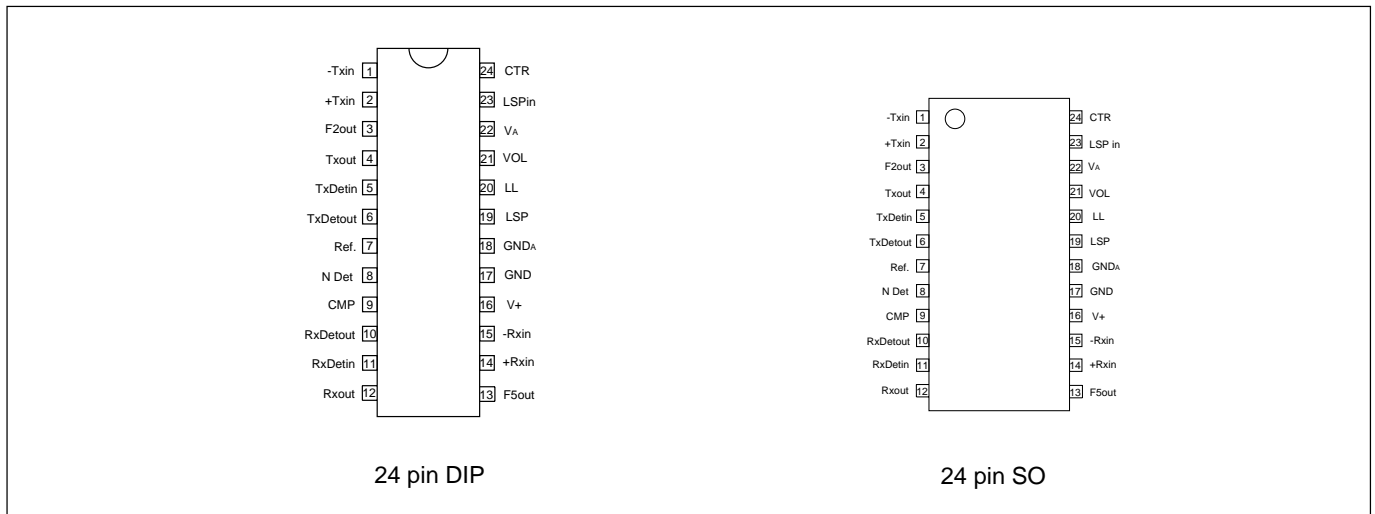 -Txin 1 24 CTR
+Txin 2 23 LSPin
F2out 3 22 VA
Txout 4 21 VOL
TxDetin 5 20 LL
TxDetout 6 19 LSP
Ref. 7 18 GNDA
N Det 8 17 GND
CMP 9 16 V+
RxDetout 10 15 -Rxin
RxDetin 11 14 +Rxin
Rxout 12 13 F5out
24 pin DIP
-Txin 1 24 CTR
+Txin 2 23 LSP in
F2out 3 22 VA
Txout 4 21 VOL
TxDetin 5 20 LL
TxDetout 6 19 LSP
Ref. 7 18 GNDA
N Det 8 17 GND
CMP 9 16 V+
RxDetout 10 15 -Rxin
RxDetin 11 14 +Rxin
Rxout 12 13 F5out
24 pin SO